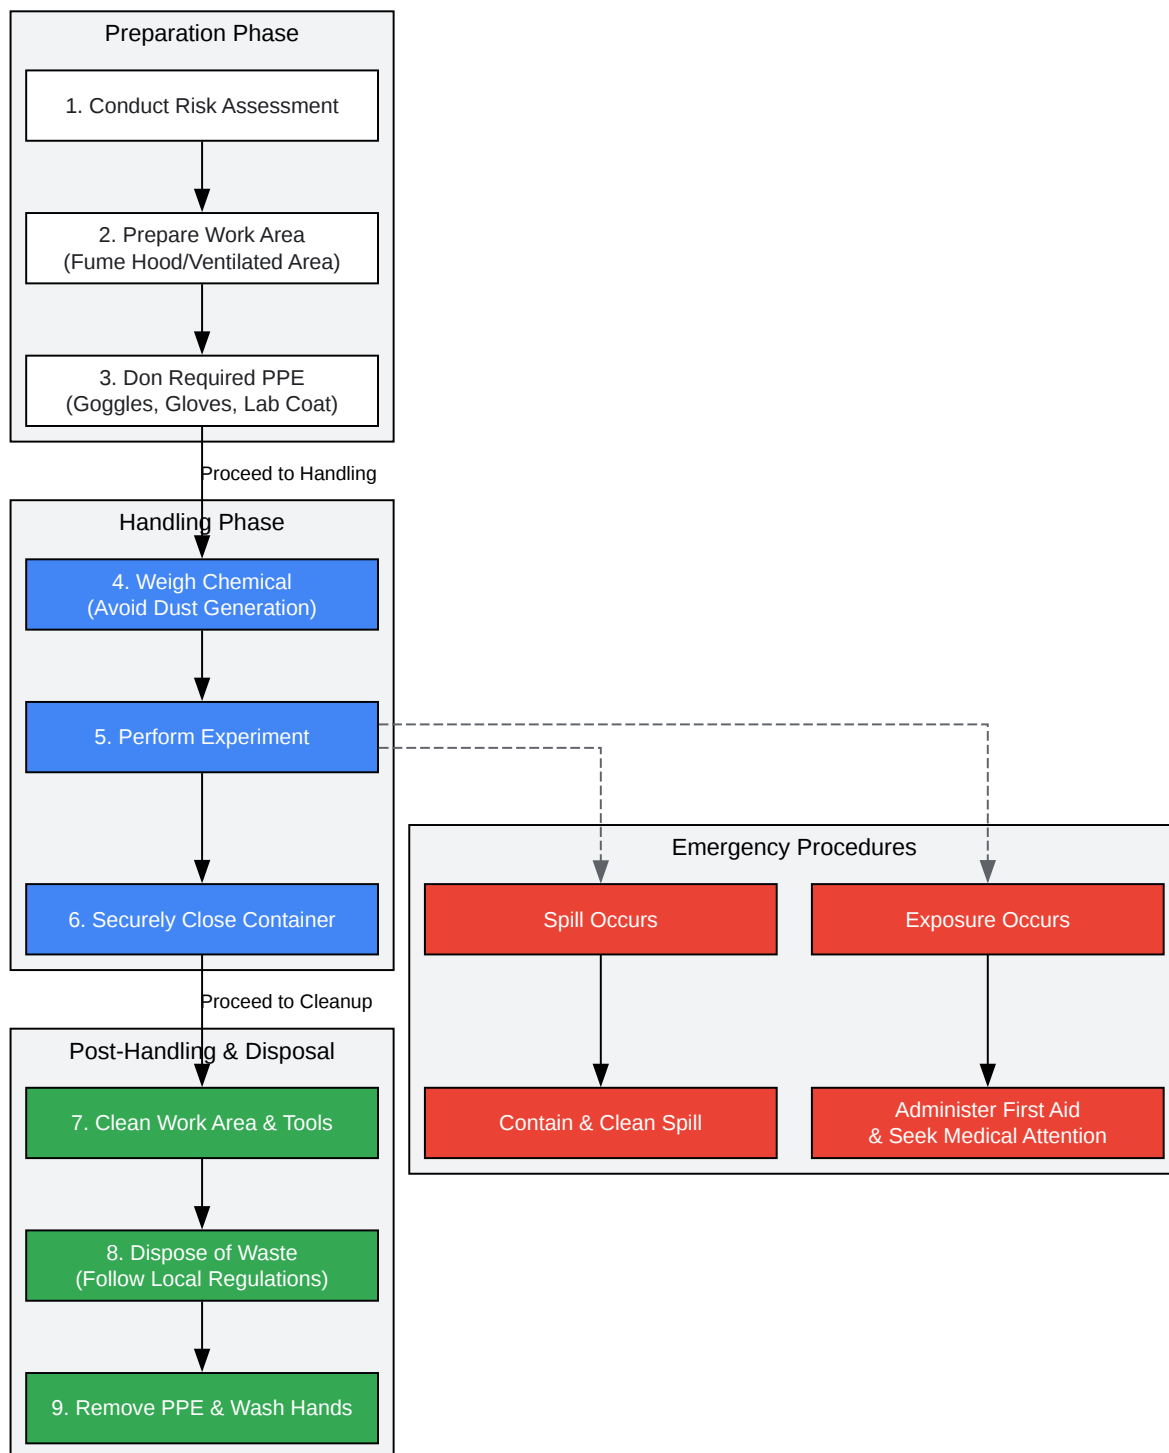 Preparation Phase
1. Conduct Risk Assessment
2. Prepare Work Area
(Fume Hood/Ventilated Area)
3. Don Required PPE
(Goggles, Gloves, Lab Coat)
Proceed to Handling
Handling Phase
4. Weigh Chemical
(Avoid Dust Generation)
5. Perform Experiment
6. Securely Close Container
Proceed to Cleanup
Emergency Procedures
Spill Occurs
Exposure Occurs
Contain & Clean Spill
Administer First Aid
& Seek Medical Attention
Post-Handling & Disposal
7. Clean Work Area & Tools
8. Dispose of Waste
(Follow Local Regulations)
9. Remove PPE & Wash Hands